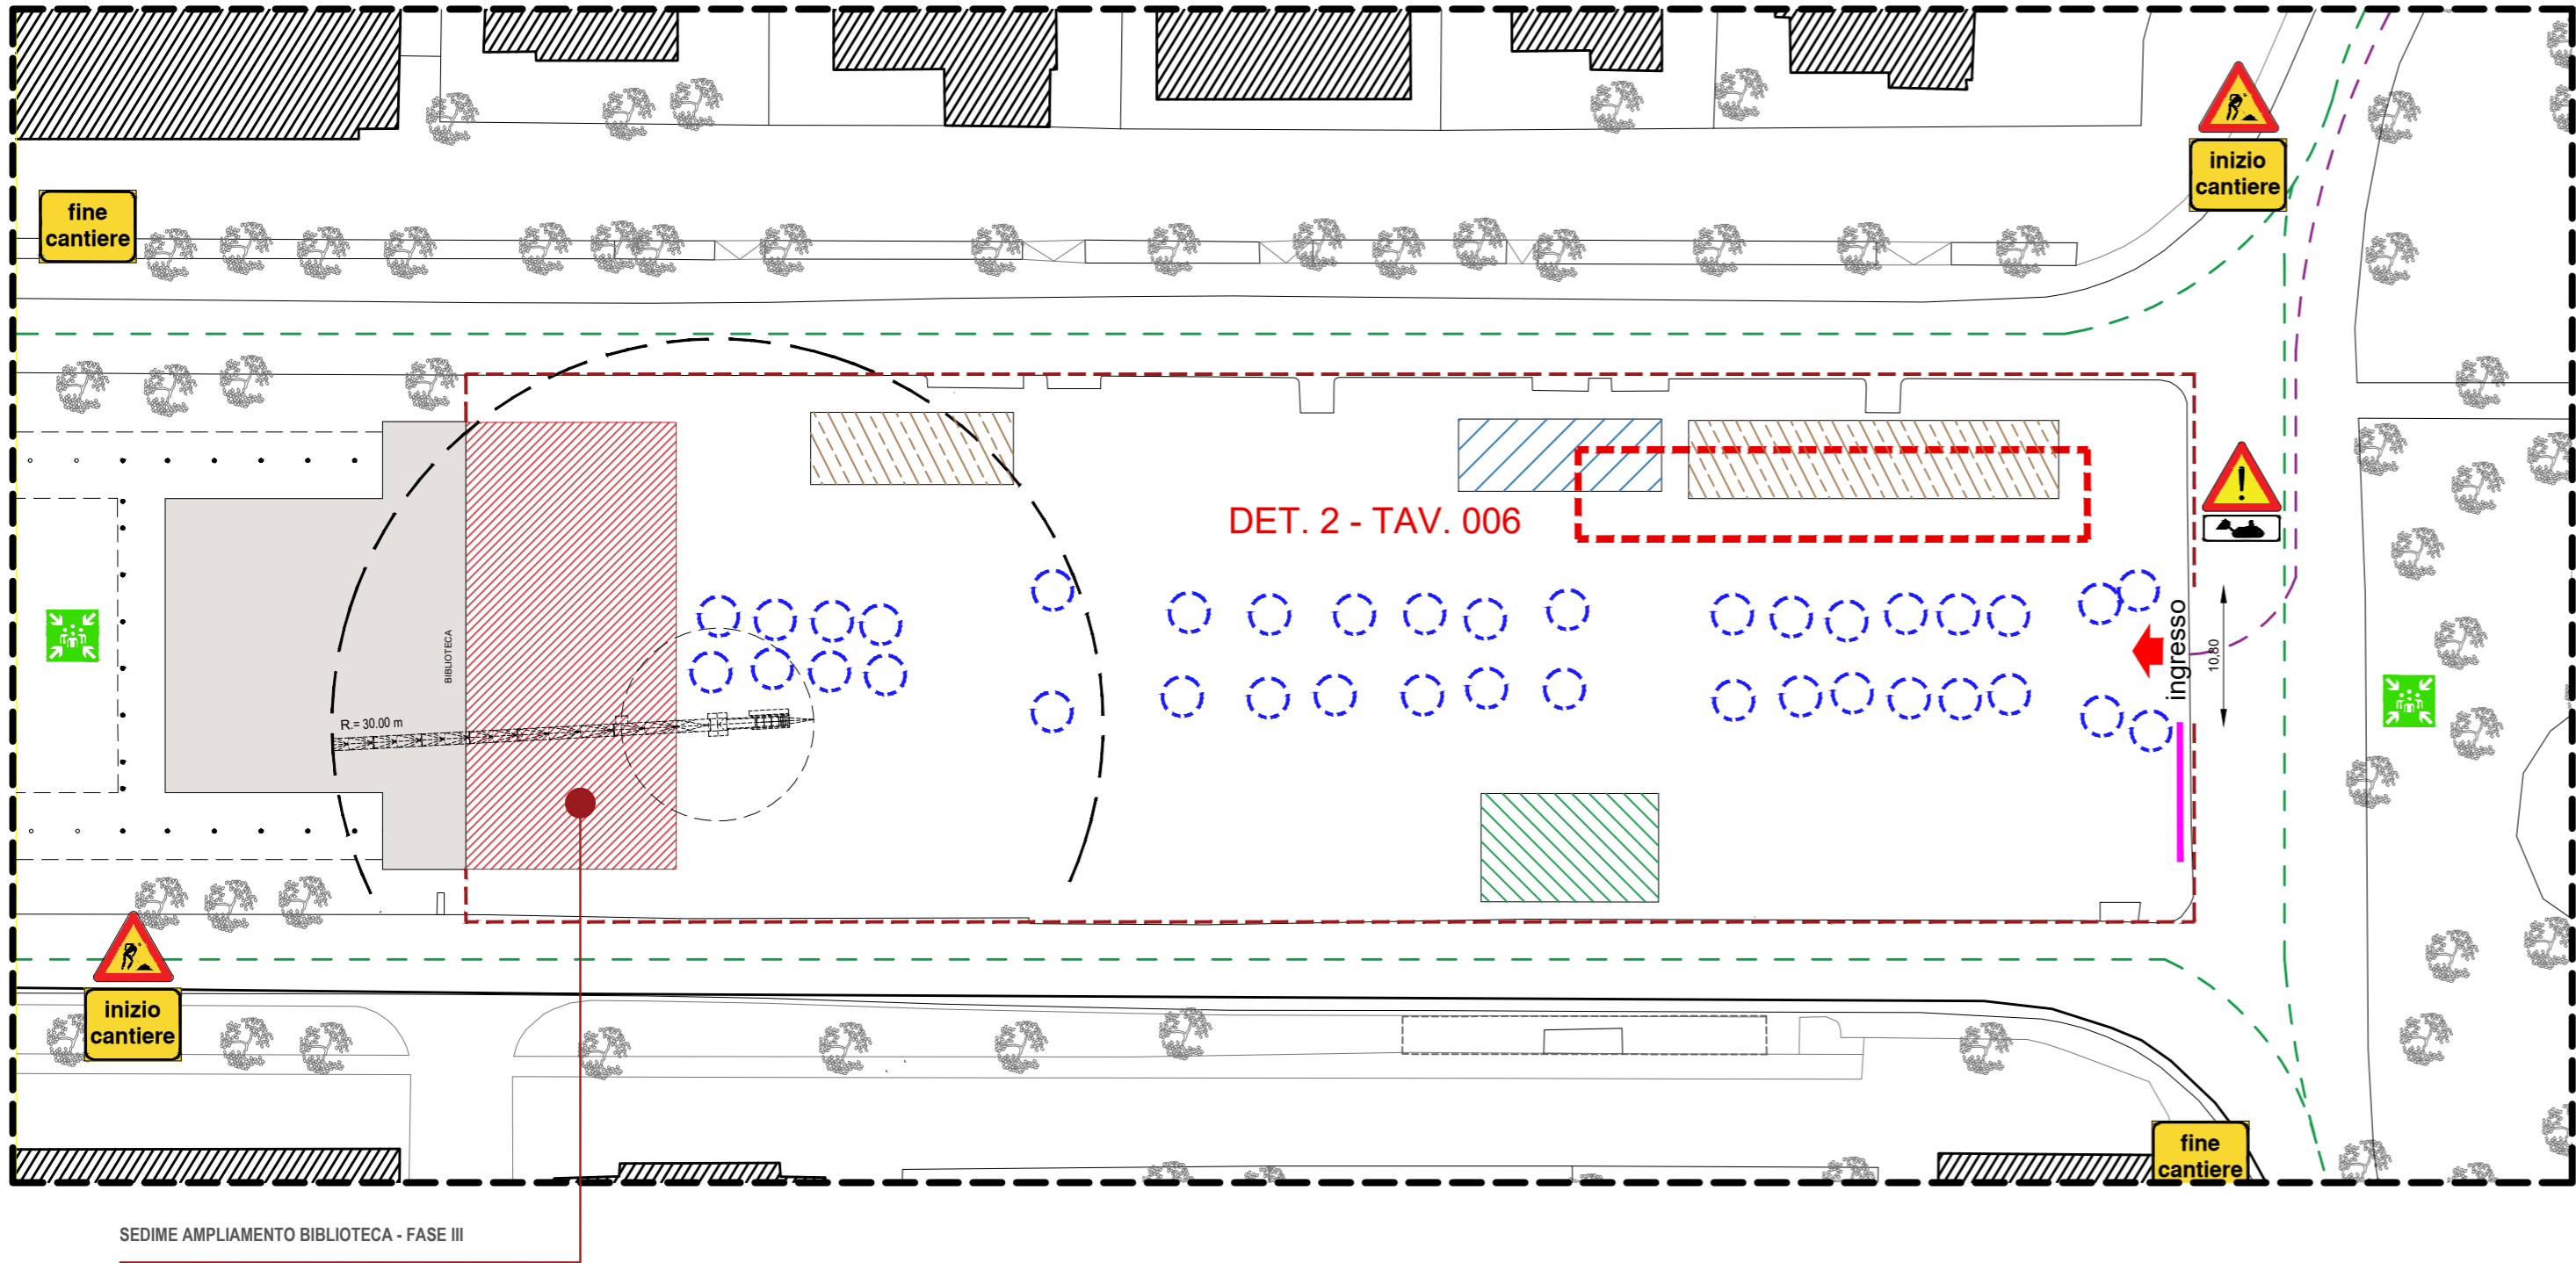 inizio
cantiere
fine
cantiere
DET. 2 - TAV. 006
BIBLIOTECA
ingresso
10,80
R.= 30.00 m
inizio
cantiere
fine
cantiere
SEDIME AMPLIAMENTO BIBLIOTECA - FASE III